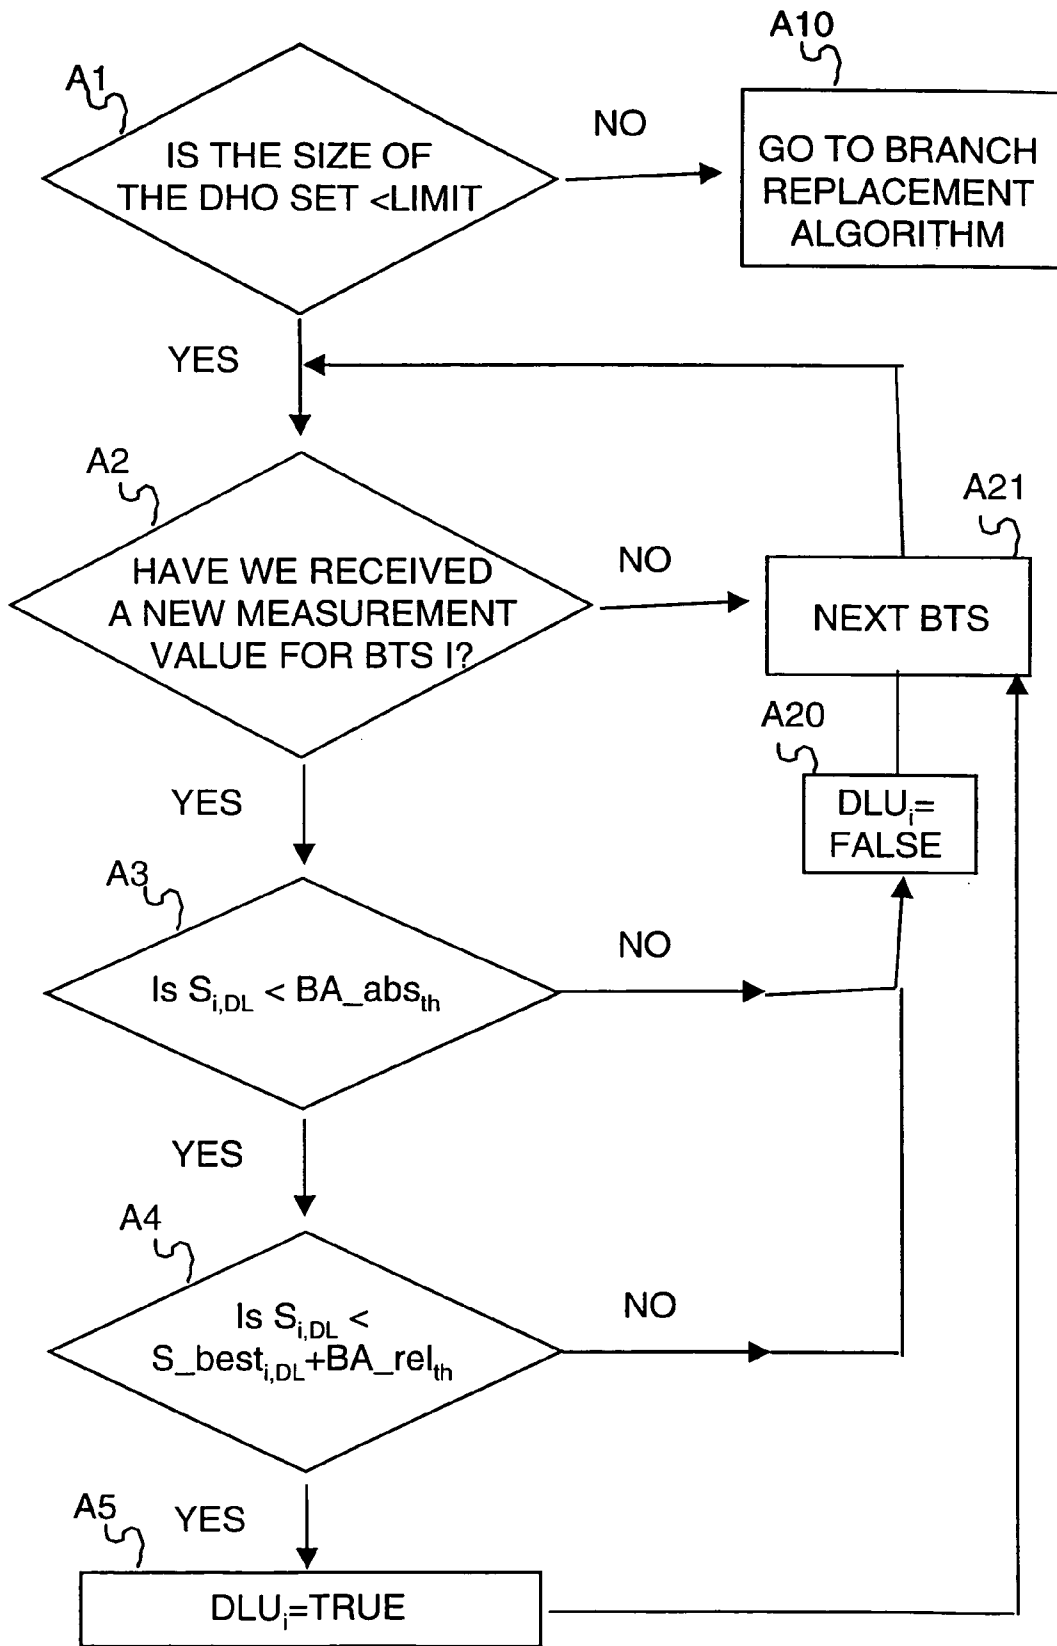 A10
A1
NO
IS THE SIZE OF
THE DHO SET <LIMIT
GO TO BRANCH
REPLACEMENT
ALGORITHM
YES
A2
A21
NO
HAVE WE RECEIVED
A NEW MEASUREMENT
VALUE FOR BTS I?
NEXT BTS
A20
YES
DLUi=
FALSE
A3
NO
Is Si,DL < BA_absth
YES
A4
NO
Is Si,DL <
S_besti,DL+BA_relth
A5
YES
DLUi=TRUE